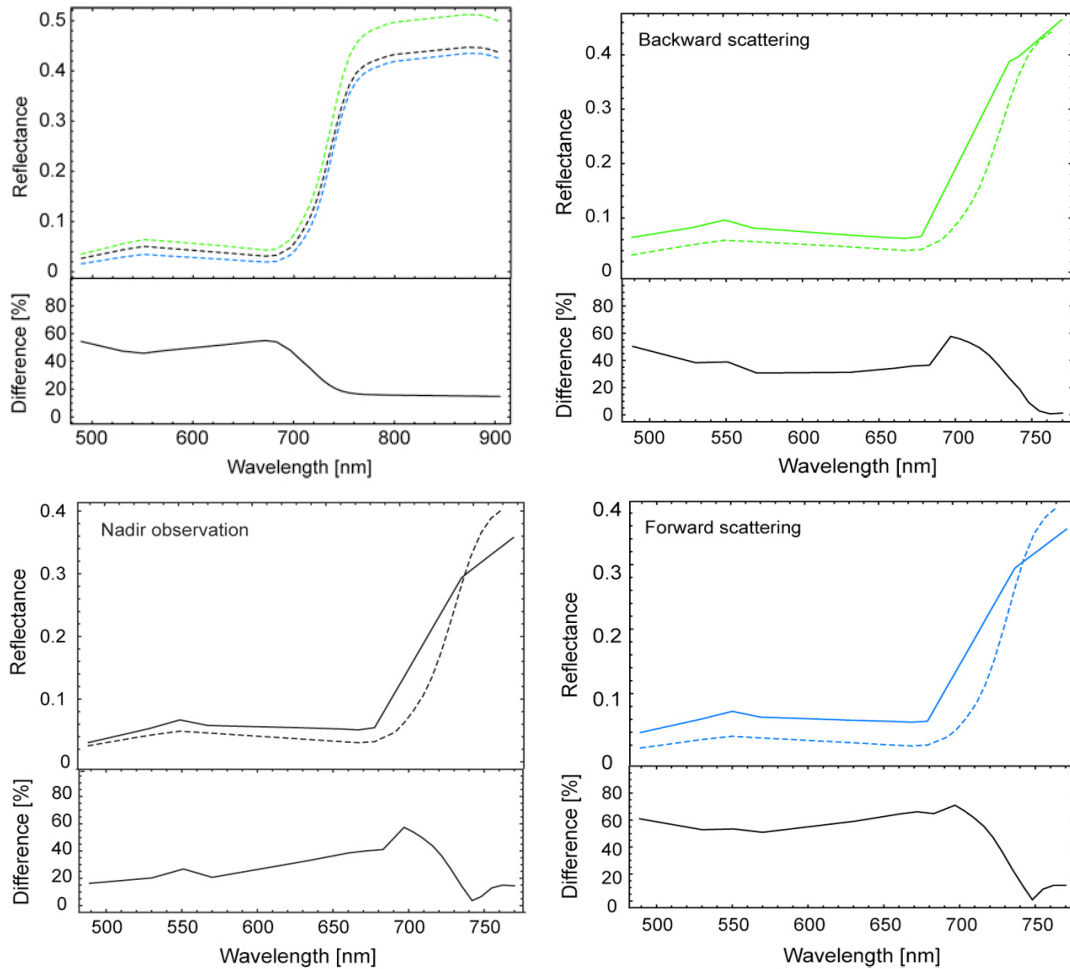 0.5
0.4
0.3
0.2
0.1
0
Reflectance
80
60
40
20
0
Difference [%]
500 600 700 800 900
Wavelength [nm]
Backward scattering
0.4
0.3
0.2
0.1
0
Reflectance
80
60
40
20
0
Difference [%]
500 550 600 650 700 750
Wavelength [nm]
Nadir observation
0.4
0.3
0.2
0.1
0
Reflectance
80
60
40
20
0
Difference [%]
500 550 600 650 700 750
Wavelength [nm]
Forward scattering
0.4
0.3
0.2
0.1
0
Reflectance
80
60
40
20
0
Difference [%]
500 550 600 650 700 750
Wavelength [nm]